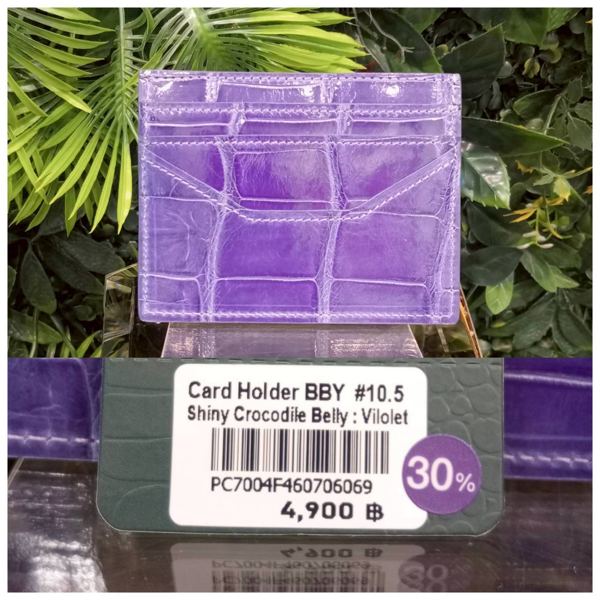 Card Holder BBY #10.5
Shiny Crocodile Belly : Vilolet
PC7004F460706069
4,900 ฿
30%